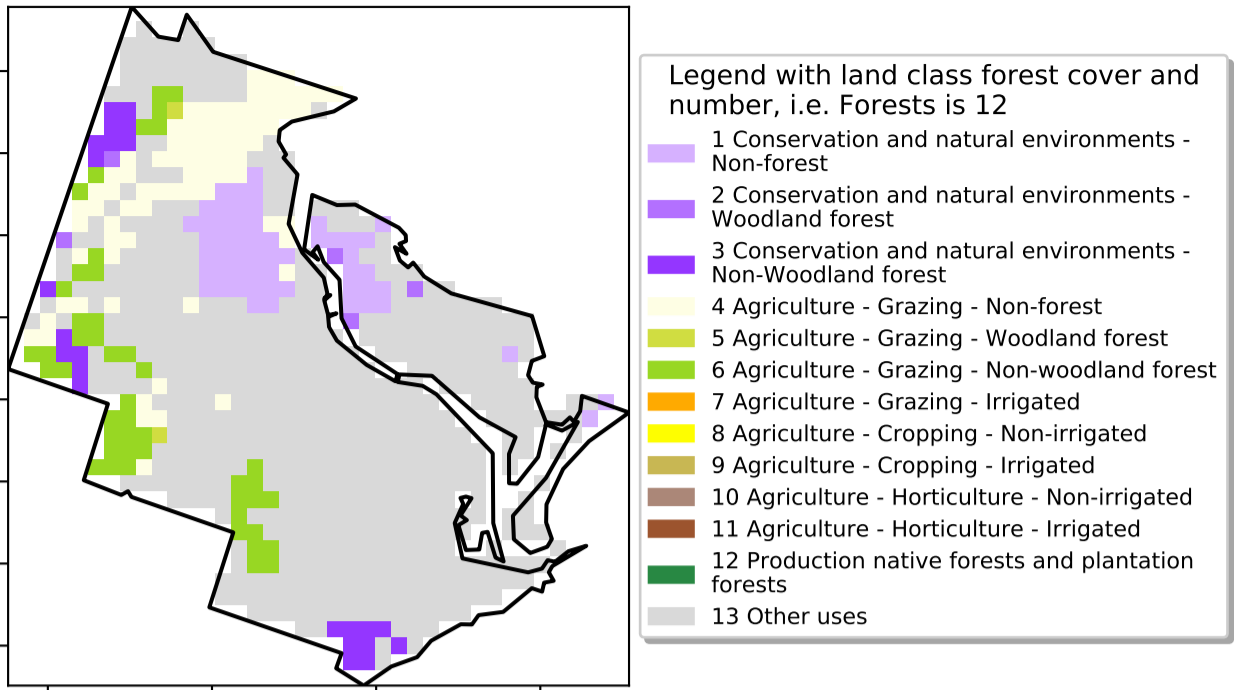 Legend with land class forest cover and
number, i.e. Forests is 12
1 Conservation and natural environments -
Non-forest
2 Conservation and natural environments -
Woodland forest
3 Conservation and natural environments -
Non-Woodland forest
4 Agriculture - Grazing - Non-forest
5 Agriculture - Grazing - Woodland forest
6 Agriculture - Grazing - Non-woodland forest
7 Agriculture - Grazing - Irrigated
8 Agriculture - Cropping - Non-irrigated
9 Agriculture - Cropping - Irrigated
10 Agriculture - Horticulture - Non-irrigated
11 Agriculture - Horticulture - Irrigated
12 Production native forests and plantation
forests
13 Other uses